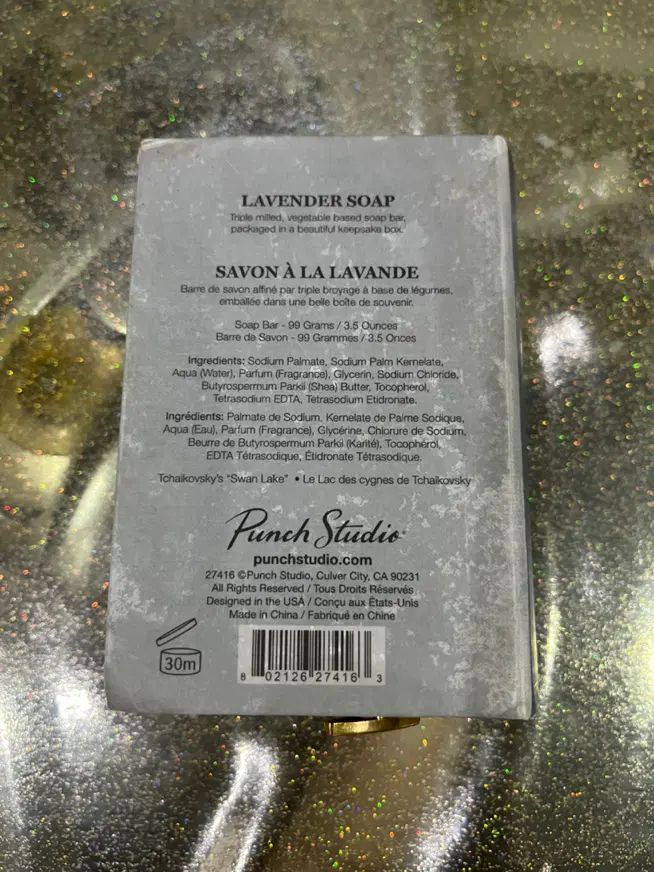 LAVENDER SOAP
Triple milled, vegetable based soap bar,
packaged in a beautiful keepsake box.
SAVON À LA LAVANDE
Barre de savon affiné par triple broyage à base de légumes,
emballée dans une belle boîte de souvenir.
Soap Bar - 99 Grams / 3.5 Ounces
Barre de Savon - 99 Grammes / 3.5 Onces
Ingredients: Sodium Palmate, Sodium Palm Kernelate,
Aqua (Water), Parfum (Fragrance), Glycerin, Sodium Chloride,
Butyrospermum Parkii (Shea) Butter, Tocopherol,
Tetrasodium EDTA, Tetrasodium Etidronate.
Ingrédients: Palmate de Sodium, Kernelate de Palme Sodique,
Aqua (Eau), Parfum (Fragrance), Glycérine, Chlorure de Sodium,
Beurre de Butyrospermum Parkii (Karité), Tocophérol,
EDTA Tétrasodique, Étidronate Tétrasodique.
Tchaikovsky's "Swan Lake" • Le Lac des cygnes de Tchaikovsky
Punch Studio®
punchstudio.com
27416 ©Punch Studio, Culver City, CA 90231
All Rights Reserved / Tous Droits Réservés
Designed in the USA / Conçu aux États-Unis
Made in China / Fabriqué en Chine
30m
8 02126 27416 3